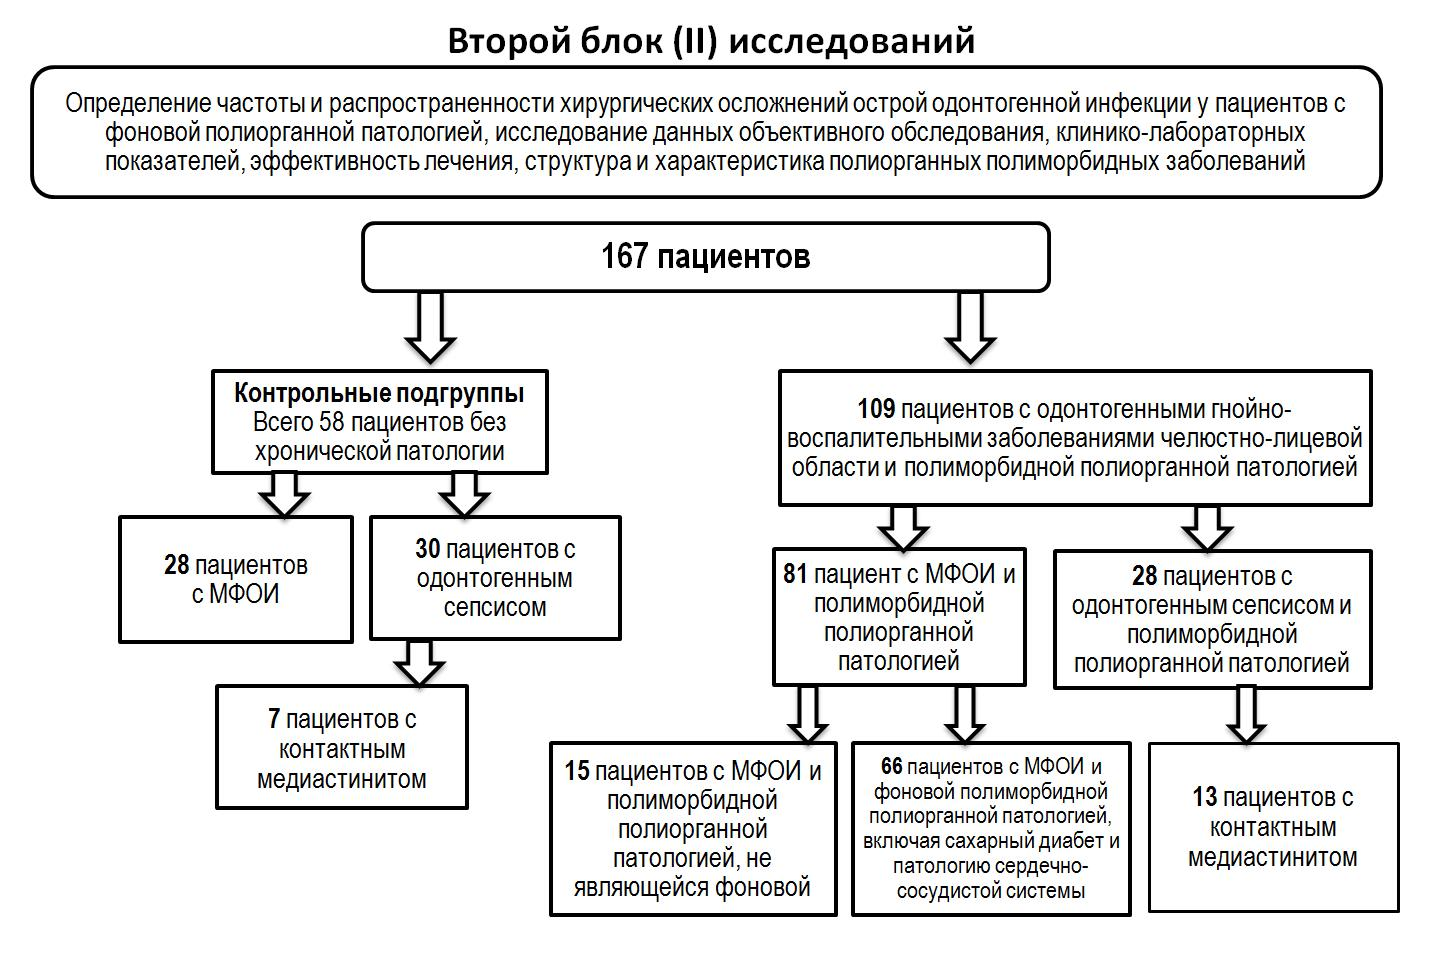 Второй блок (II) исследований
Определение частоты и распространенности хирургических осложнений острой одонтогенной инфекции у пациентов с
фоновой полиорганной патологией, исследование данных объективного обследования, клинико-лабораторных
показателей, эффективность лечения, структура и характеристика полиорганных полиморбидных заболеваний
167 пациентов
Контрольные подгруппы
Всего 58 пациентов без
хронической патологии
109 пациентов с одонтогенными гнойно-
воспалительными заболеваниями челюстно-лицевой
области и полиморбидной полиорганной патологией
28 пациентов
с МФОИ
30 пациентов с
одонтогенным
сепсисом
81 пациент с МФОИ и
полиморбидной
полиорганной
патологией
28 пациентов с
одонтогенным сепсисом и
полиморбидной
полиорганной патологией
7 пациентов с
контактным
медиастинитом
15 пациентов с МФОИ и
полиморбидной
полиорганной
патологией, не
являющейся фоновой
66 пациентов с МФОИ и
фоновой полиморбидной
полиорганной патологией,
включая сахарный диабет и
патологию сердечно-
сосудистой системы
13 пациентов с
контактным
медиастинитом